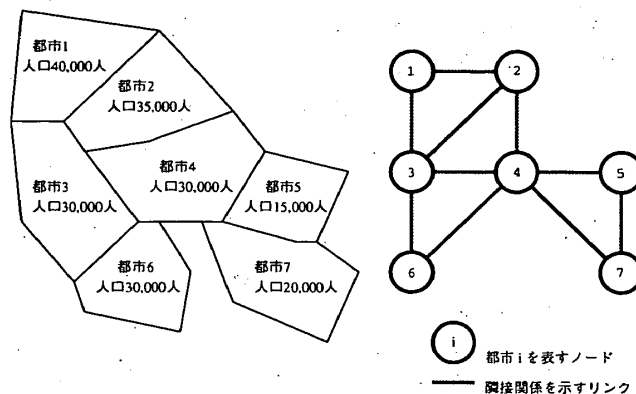 都市1
人口40,000人
都市2
人口35,000人
都市3
人口30,000人
都市4
人口30,000人
都市5
人口15,000人
都市6
人口30,000人
都市7
人口20,000人
1
2
3
4
5
6
7
i
都市iを表すノード
隣接関係を示すリンク